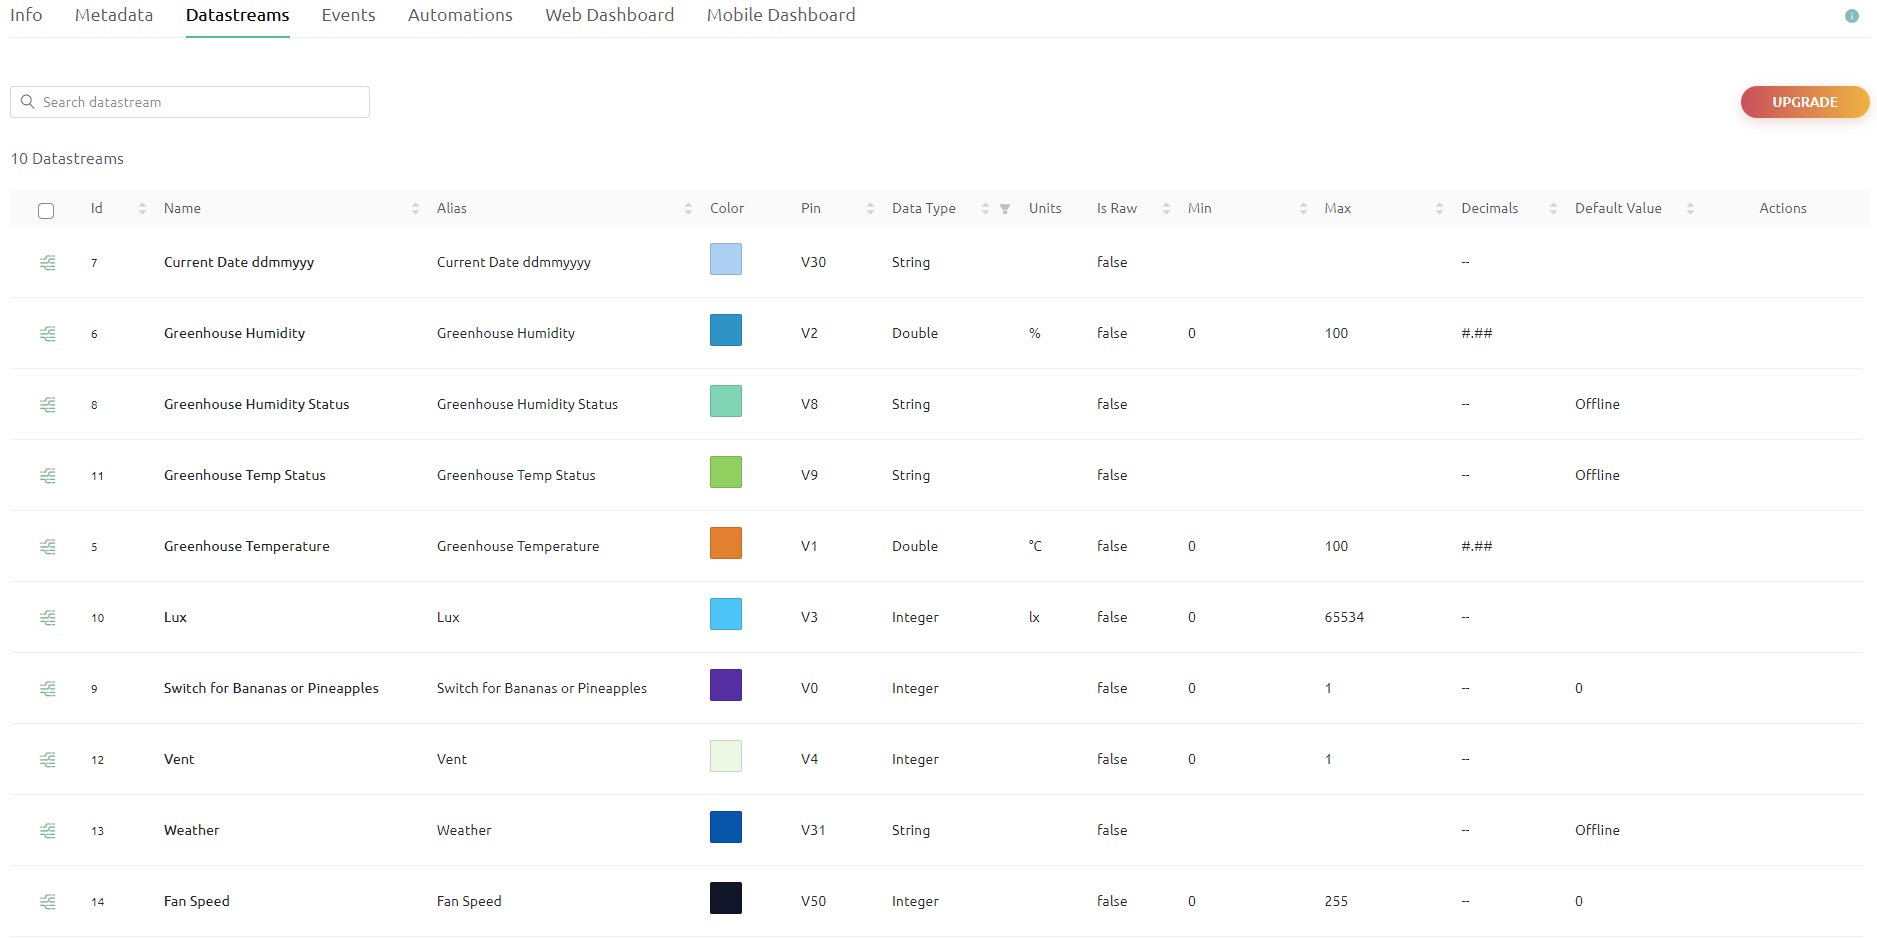 Info Metadata Datastreams Events Automations Web Dashboard Mobile Dashboard
Search datastream UPGRADE
10 Datastreams
Id Name Alias Color Pin Data Type Units Is Raw Min Max Decimals Default Value Actions
7 Current Date ddmmyyy Current Date ddmmyyyy V30 String false --
6 Greenhouse Humidity Greenhouse Humidity V2 Double % false 0 100 #.##
8 Greenhouse Humidity Status Greenhouse Humidity Status V8 String false -- Offline
11 Greenhouse Temp Status Greenhouse Temp Status V9 String false -- Offline
5 Greenhouse Temperature Greenhouse Temperature V1 Double °C false 0 100 #.##
10 Lux Lux V3 Integer lx false 0 65534 --
9 Switch for Bananas or Pineapples Switch for Bananas or Pineapples V0 Integer false 0 1 -- 0
12 Vent Vent V4 Integer false 0 1 --
13 Weather Weather V31 String false -- Offline
14 Fan Speed Fan Speed V50 Integer false 0 255 -- 0